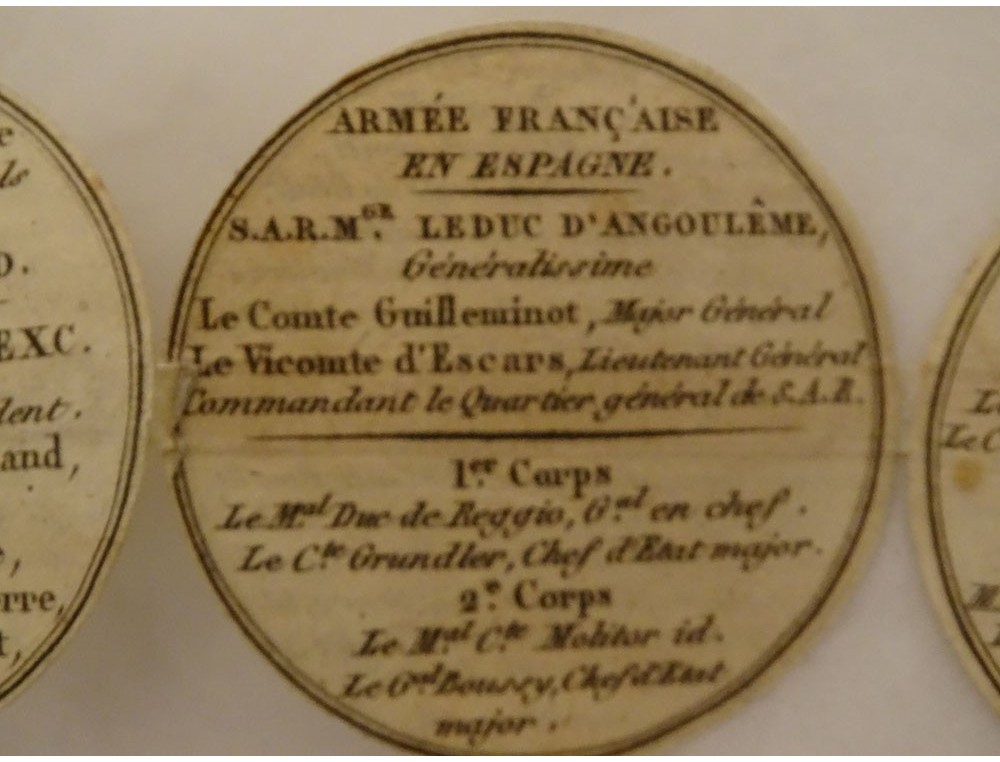 ARMÉE FRANÇAISE
EN ESPAGNE.
S.A.R.M.GR LE DUC D'ANGOULÊME,
Généralissime
Le Comte Guilleminot, Major Général
Le Vicomte d'Escars, Lieutenant Général
Commandant le Quartier général de S.A.R.
1.er Corps
Le M.al Duc de Reggio, G.al en chef.
Le C.te Grundler, Chef d'Etat major.
2.e Corps
Le M.al C.te Molitor id.
Le G.al Boussy, Chef d'Etat
major.
EXC.